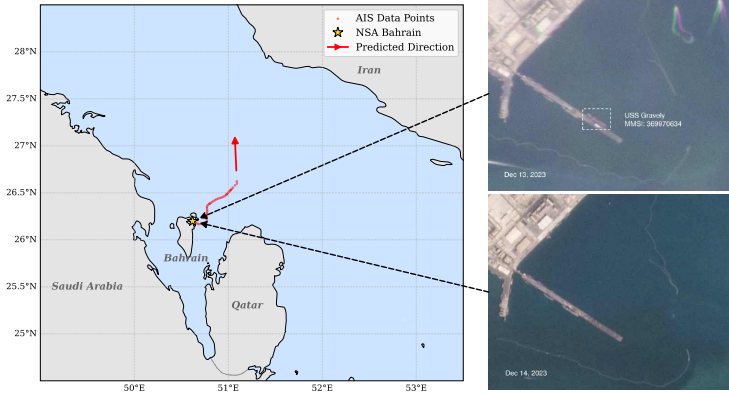 AIS Data Points
NSA Bahrain
Predicted Direction
28°N
27.5°N
27°N
26.5°N
26°N
25.5°N
25°N
50°E
51°E
52°E
53°E
Iran
Bahrain
Saudi Arabia
Qatar
USS Gravely
MMSI: 369970634
Dec 13, 2023
Dec 14, 2023